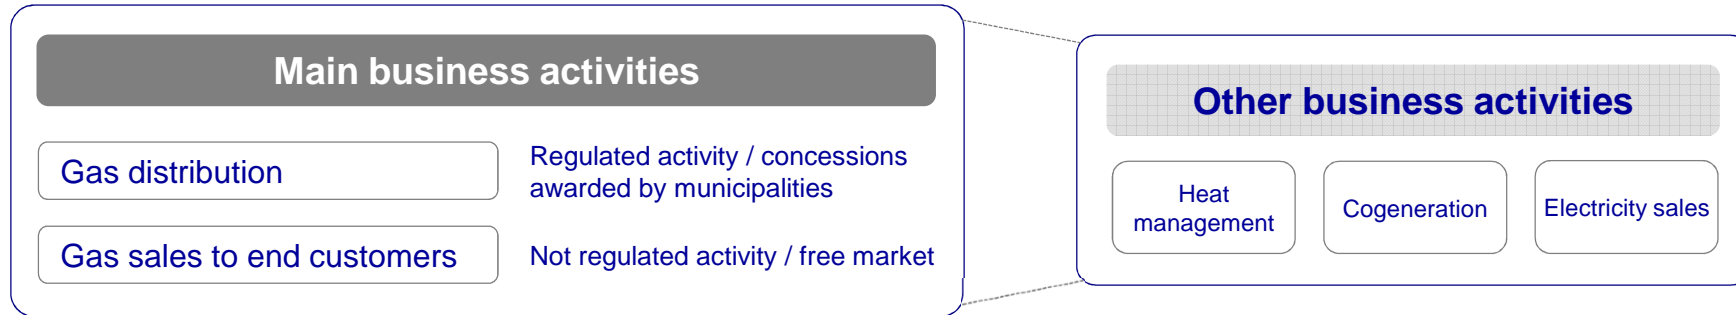 Main business activities
Gas distribution
Regulated activity / concessions
awarded by municipalities
Gas sales to end customers
Not regulated activity / free market
Other business activities
Heat
management
Cogeneration
Electricity sales